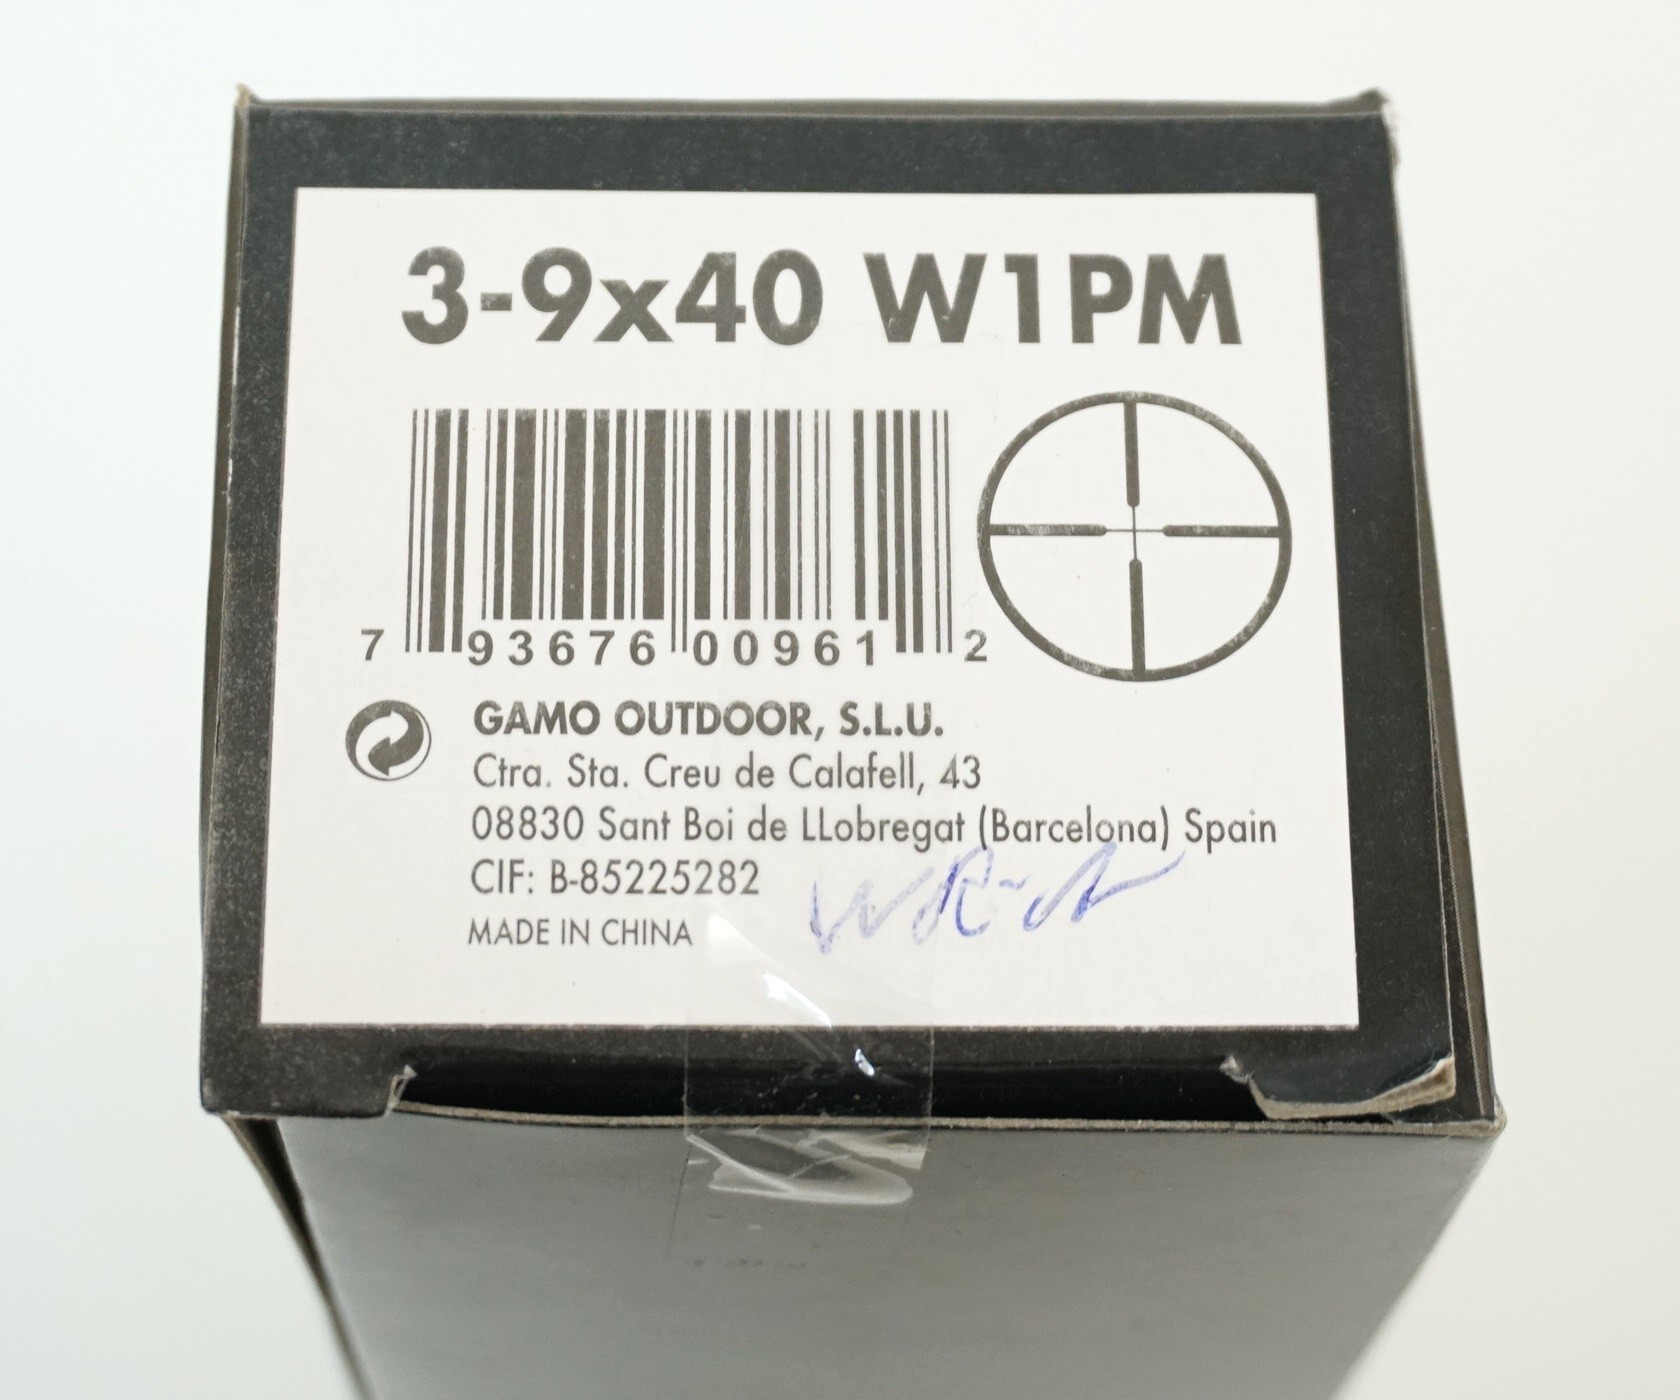 3-9x40 W1PM
7 93676 00961 2
GAMO OUTDOOR, S.L.U.
Ctra. Sta. Creu de Calafell, 43
08830 Sant Boi de LLobregat (Barcelona) Spain
CIF: B-85225282
MADE IN CHINA